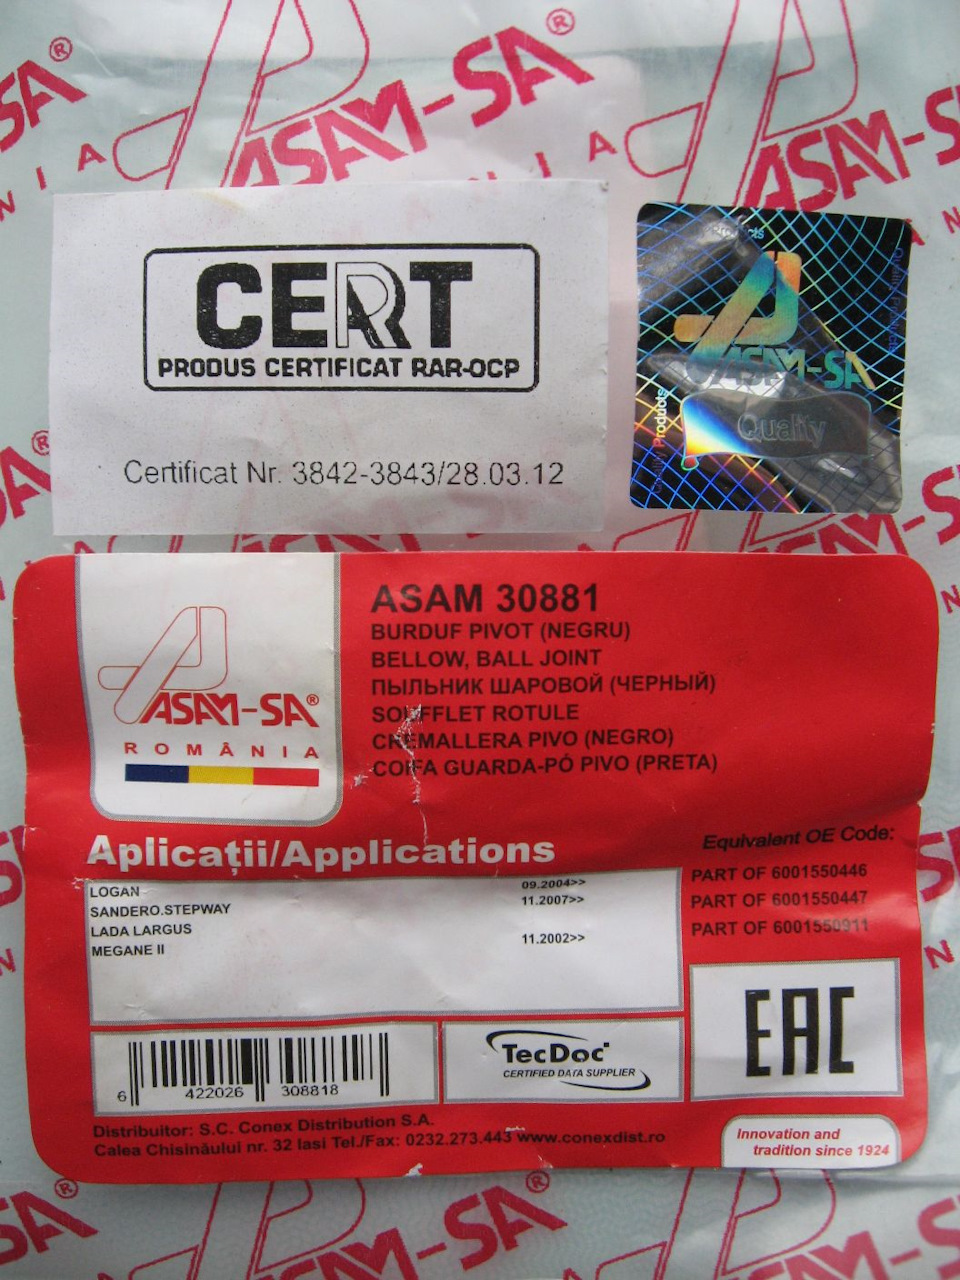 ASAM-SA®
CERT
PRODUS CERTIFICAT RAR-OCP
Certificat Nr. 3842-3843/28.03.12
ASAM-SA
Quality
Quality Products
ASAM-SA®
ROMÂNIA
ASAM 30881
BURDUF PIVOT (NEGRU)
BELLOW, BALL JOINT
ПЫЛЬНИК ШАРОВОЙ (ЧЕРНЫЙ)
SOUFFLET ROTULE
CREMALLERA PIVO (NEGRO)
COIFA GUARDA-PÓ PIVO (PRETA)
Aplicații/Applications
LOGAN 09.2004>>
SANDERO.STEPWAY 11.2007>>
LADA LARGUS
MEGANE II 11.2002>>
Equivalent OE Code:
PART OF 6001550446
PART OF 6001550447
PART OF 6001550911
EAC
6 422026 308818
TecDoc
CERTIFIED DATA SUPPLIER
Distribuitor: S.C. Conex Distribution S.A.
Calea Chisinăului nr. 32 Iasi Tel./Fax: 0232.273.443 www.conexdist.ro
Innovation and
tradition since 1924
ASAM-SA®